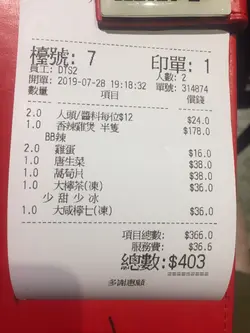 檯號: 7 印單: 1
員工: DTS2 人數: 2
開單: 2019-07-28 19:18:32 單號: 314874
數量 項目 價錢
2.0 人頭/醬料每位$12 $24.0
1.0 香辣雞煲 半隻 $178.0
BB辣
2.0 雞蛋 $16.0
1.0 唐生菜 $38.0
1.0 萵筍片 $38.0
1.0 大檸茶(凍) $36.0
少甜少冰
1.0 大咸檸七(凍) $36.0
項目總數: $366.0
服務費: $36.6
總數: $403
多謝惠顧